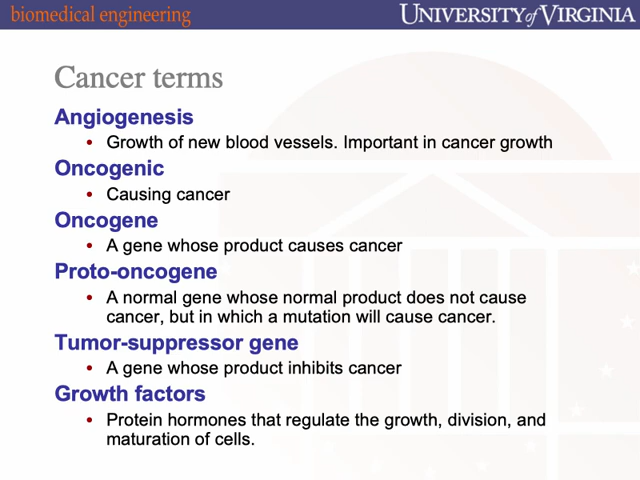 biomedical engineering
UNIVERSITY of VIRGINIA
Cancer terms
Angiogenesis
• Growth of new blood vessels. Important in cancer growth
Oncogenic
• Causing cancer
Oncogene
• A gene whose product causes cancer
Proto-oncogene
• A normal gene whose normal product does not cause
cancer, but in which a mutation will cause cancer.
Tumor-suppressor gene
• A gene whose product inhibits cancer
Growth factors
• Protein hormones that regulate the growth, division, and
maturation of cells.